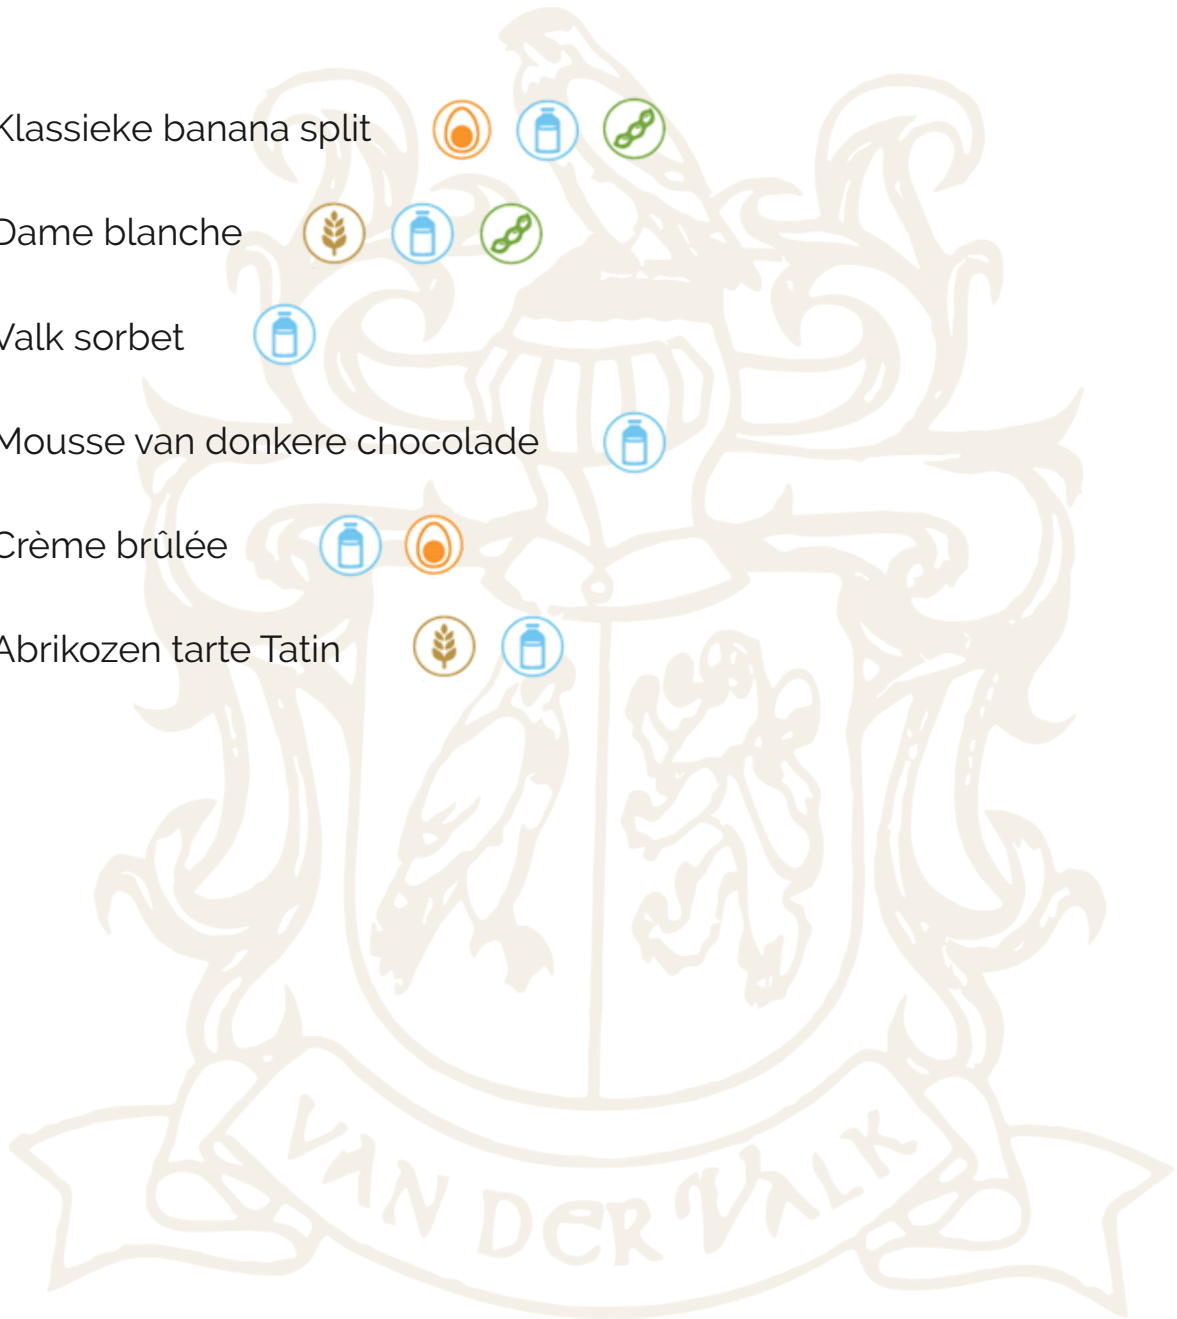 Klassieke banana split
Dame blanche
Valk sorbet
Mousse van donkere chocolade
Crème brûlée
Abrikozen tarte Tatin
VAN DER VALK